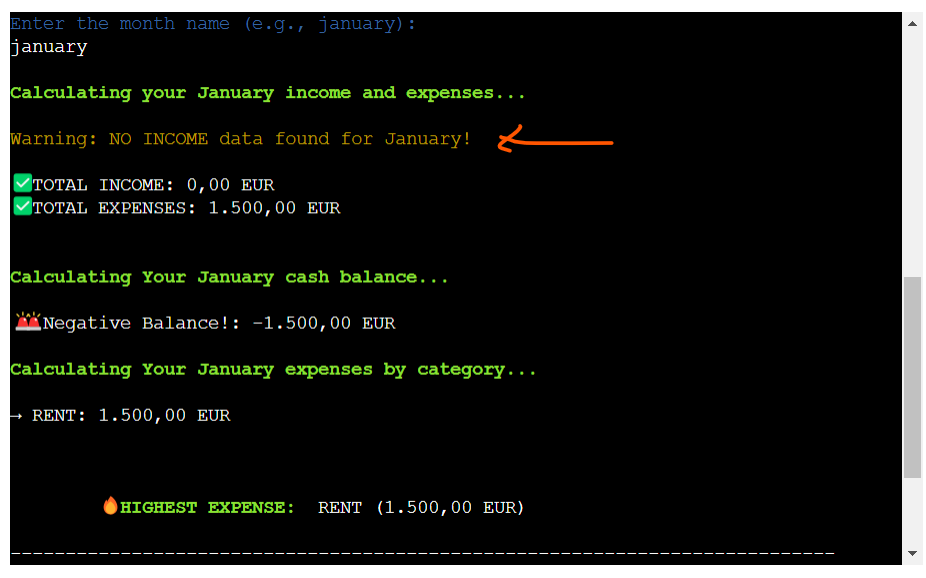 Enter the month name (e.g., january):
january
Calculating your January income and expenses...
Warning: NO INCOME data found for January!
✅TOTAL INCOME: 0,00 EUR
✅TOTAL EXPENSES: 1.500,00 EUR
Calculating Your January cash balance...
🚨🚨Negative Balance!: -1.500,00 EUR
Calculating Your January expenses by category...
→ RENT: 1.500,00 EUR
🔥HIGHEST EXPENSE: RENT (1.500,00 EUR)
---------------------------------------------------------------------------